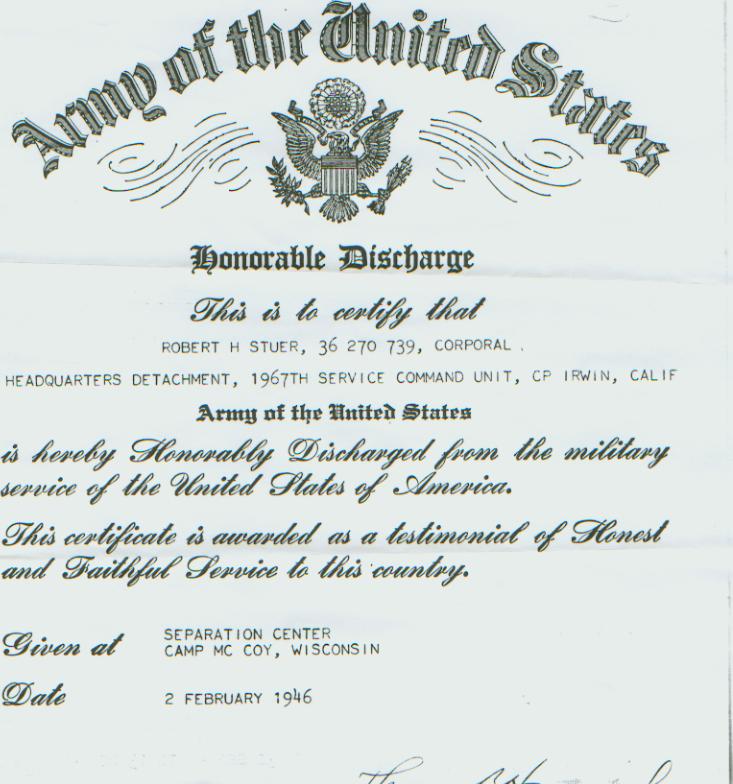 Army of the United States
Honorable Discharge
This is to certify that
ROBERT H STUER, 36 270 739, CORPORAL .
HEADQUARTERS DETACHMENT, 1967TH SERVICE COMMAND UNIT, CP IRWIN, CALIF
Army of the United States
is hereby Honorably Discharged from the military
service of the United States of America.
This certificate is awarded as a testimonial of Honest
and Faithful Service to this country.
Given at SEPARATION CENTER
CAMP MC COY, WISCONSIN
Date 2 FEBRUARY 1946